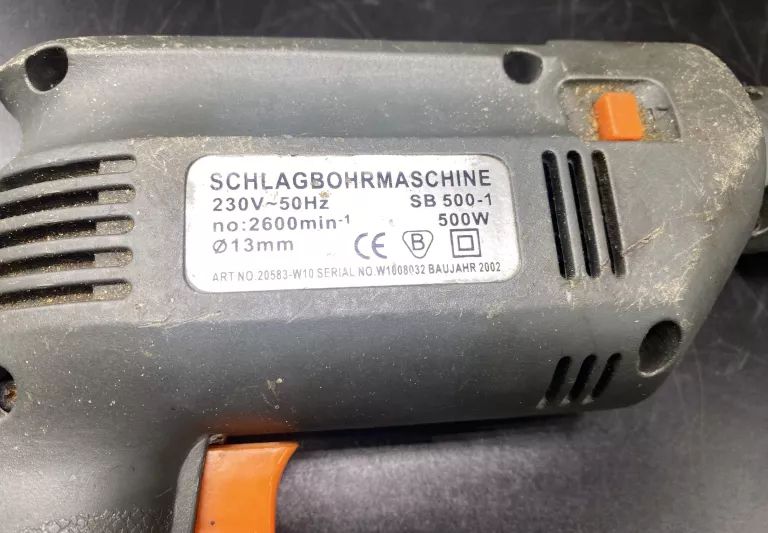 SCHLAGBOHRMASCHINE
230V~50Hz SB 500-1
no:2600min-1 500W
Ø13mm CE B
ART NO.20583-W10 SERIAL NO.W1008032 BAUJAHR 2002